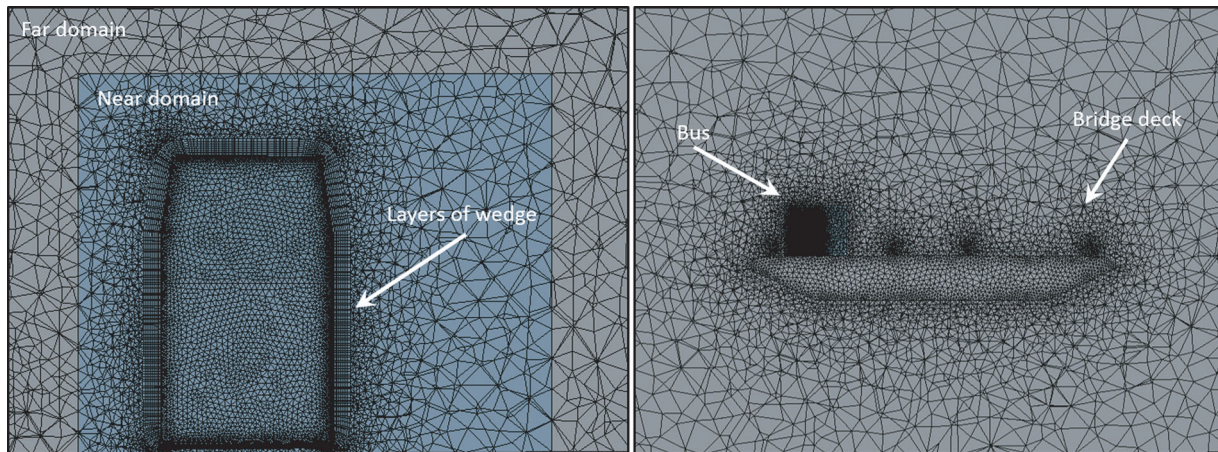 Far domain
Near domain
Layers of wedge
Bus
Bridge deck